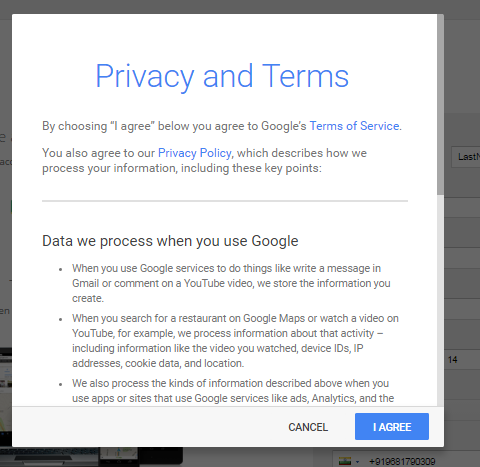 Privacy and Terms
By choosing “I agree” below you agree to Google’s Terms of Service.
You also agree to our Privacy Policy, which describes how we
process your information, including these key points:
Data we process when you use Google
• When you use Google services to do things like write a message in
Gmail or comment on a YouTube video, we store the information you
create.
• When you search for a restaurant on Google Maps or watch a video on
YouTube, for example, we process information about that activity –
including information like the video you watched, device IDs, IP
addresses, cookie data, and location.
• We also process the kinds of information described above when you
use apps or sites that use Google services like ads, Analytics, and the
CANCEL
I AGREE
14
+919681790309